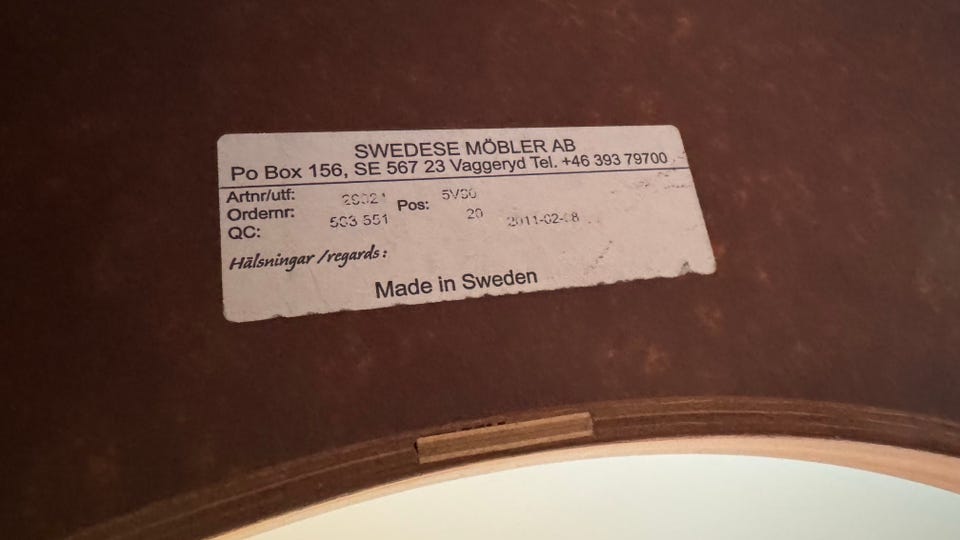 SWEDESE MÖBLER AB
Po Box 156, SE 567 23 Vaggeryd Tel. +46 393 79700
Artnr/utf:
Ordernr: Pos: 20
QC: 
Hälsningar /regards:
Made in Sweden